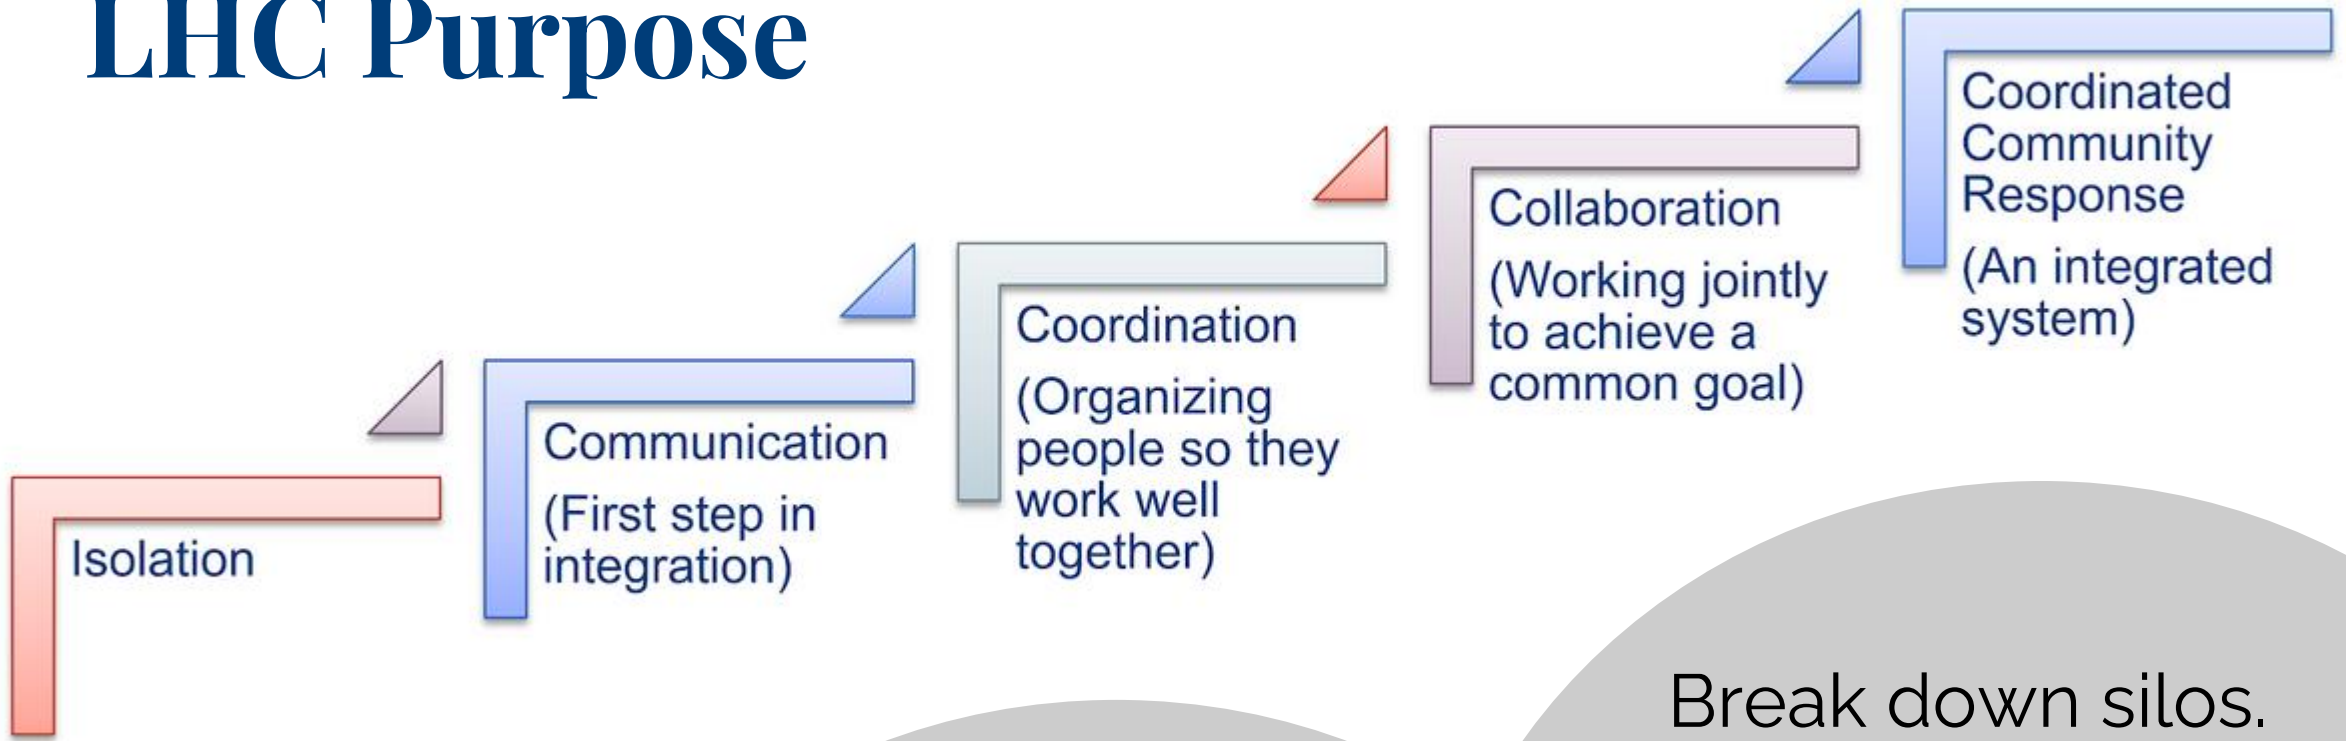 LHC Purpose
Isolation
Communication
(First step in
integration)
Coordination
(Organizing
people so they
work well
together)
Collaboration
(Working jointly
to achieve a
common goal)
Coordinated
Community
Response
(An integrated
system)
Break down silos.